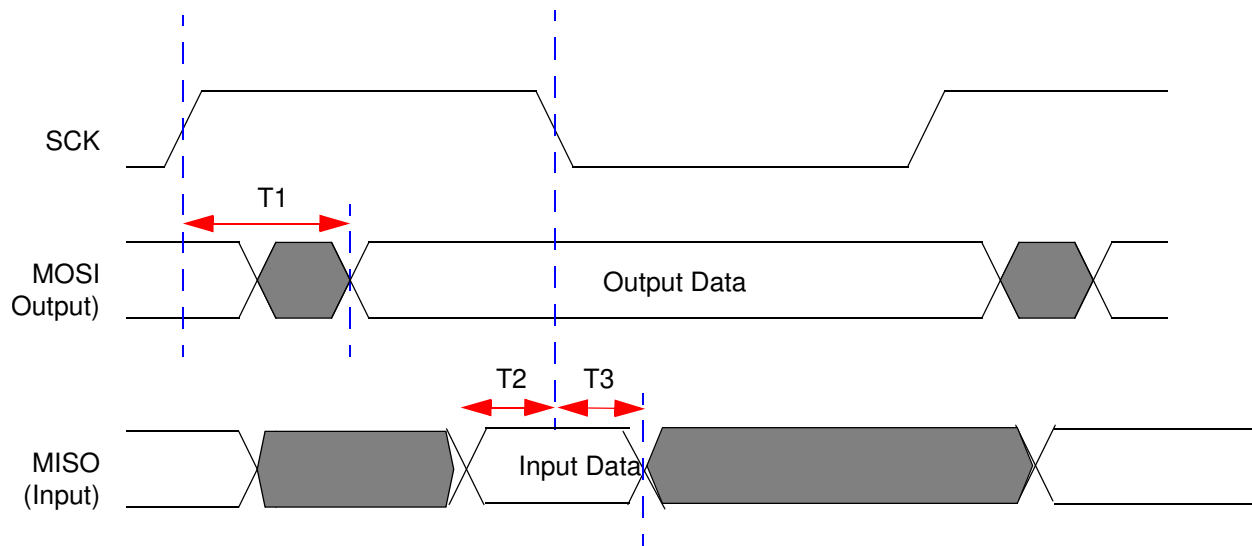 SCK
T1
MOSI
Output)
Output Data
T2
T3
MISO
(Input)
Input Data